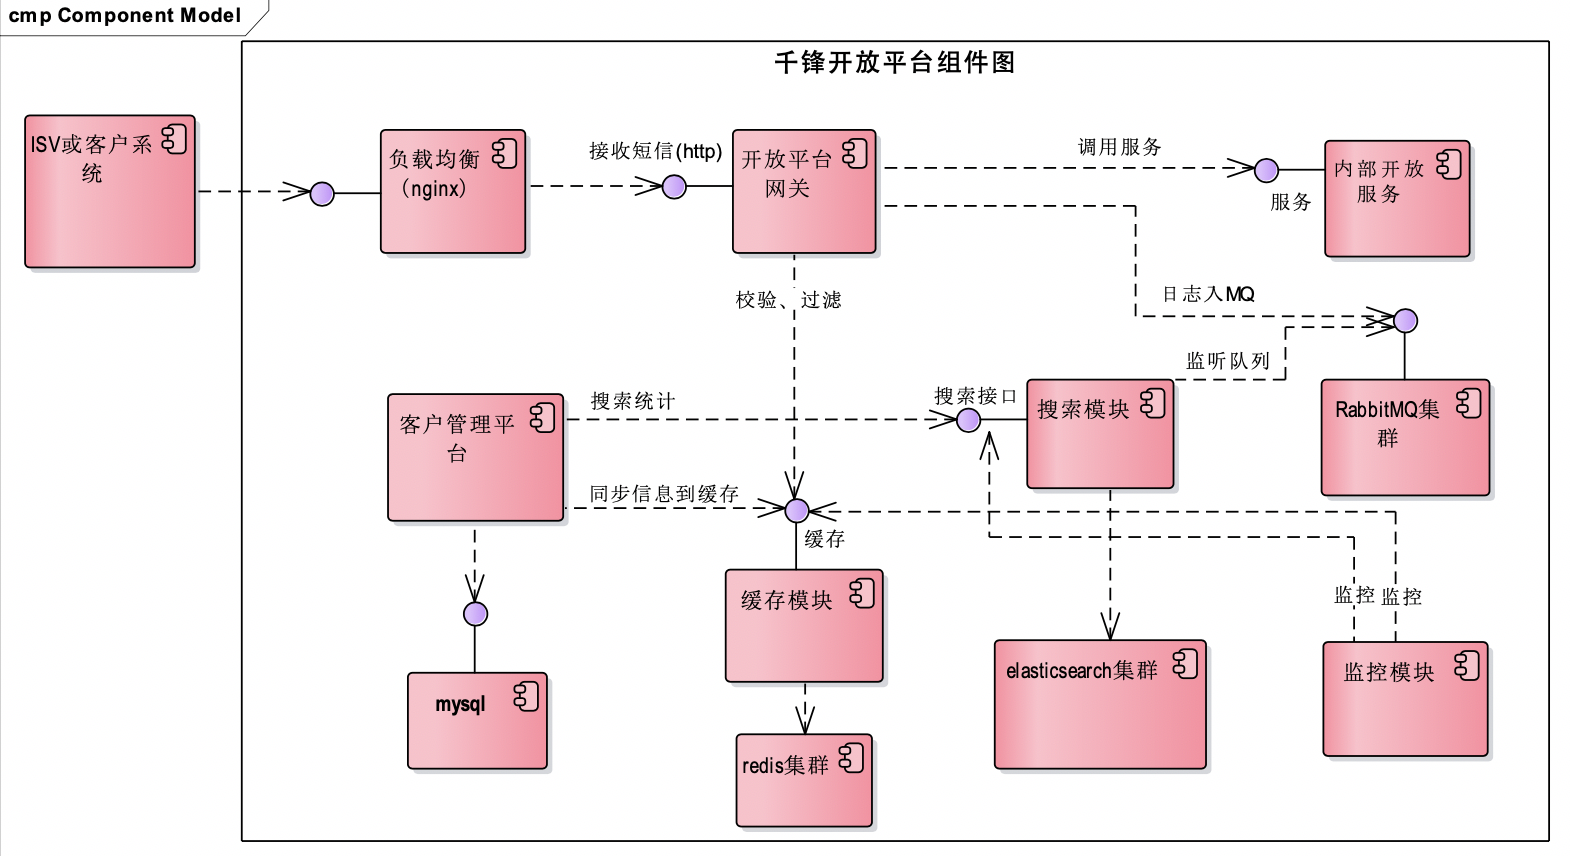 cmp Component Model
千锋开放平台组件图
ISV或客户系
统
负载均衡
（nginx）
接收短信(http)
开放平台
网关
调用服务
服务
内部开放
服务
校验、过滤
日志入MQ
监听队列
客户管理平
台
搜索统计
搜索接口
搜索模块
RabbitMQ集
群
同步信息到缓存
缓存
缓存模块
监控
监控
mysql
redis集群
elasticsearch集群
监控模块